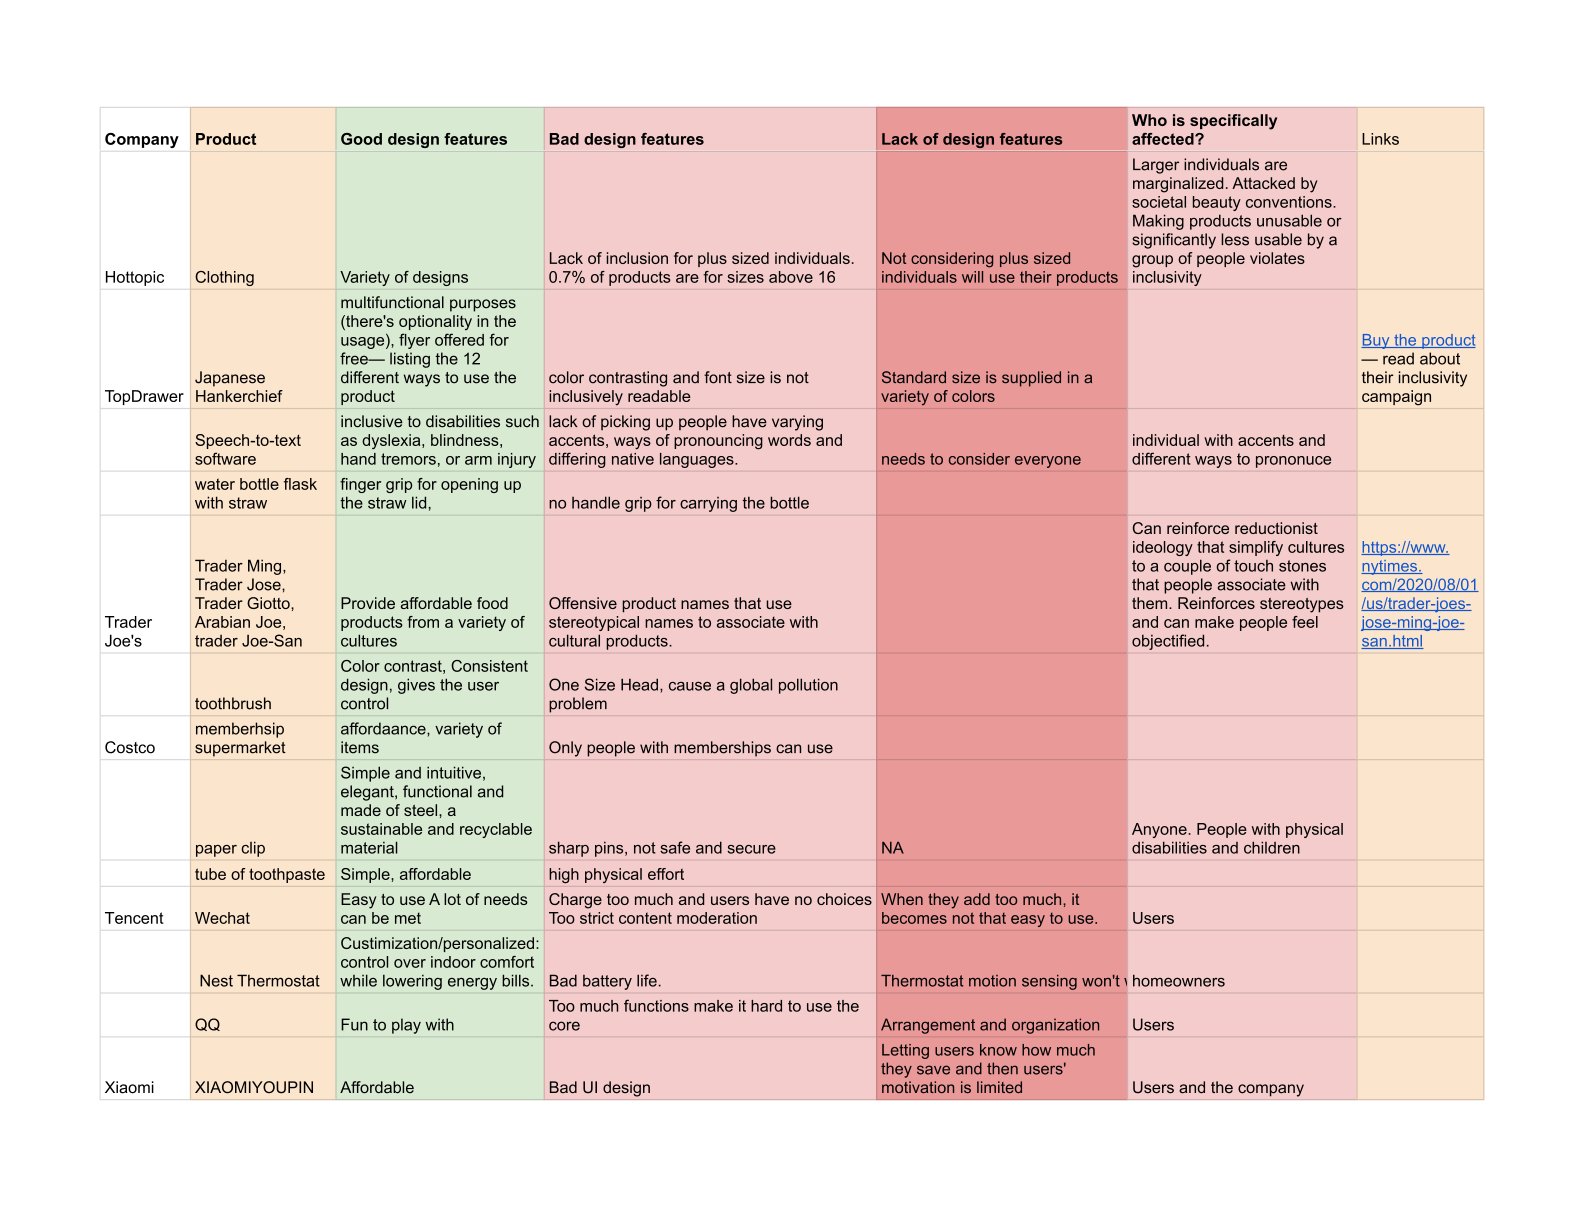 Company
Product
Good design features
Bad design features
Lack of design features
Who is specifically
affected?
Links
Hottopic
Clothing
Variety of designs
Lack of inclusion for plus sized individuals.
0.7% of products are for sizes above 16
Not considering plus sized
individuals will use their products
Larger individuals are
marginalized. Attacked by
societal beauty conventions.
Making products unusable or
significantly less usable by a
group of people violates
inclusivity
TopDrawer
Japanese
Hankerchief
multifunctional purposes
(there's optionality in the
usage), flyer offered for
free— listing the 12
different ways to use the
product
color contrasting and font size is not
inclusively readable
Standard size is supplied in a
variety of colors
Buy the product
— read about
their inclusivity
campaign
Speech-to-text
software
inclusive to disabilities such
as dyslexia, blindness,
hand tremors, or arm injury
lack of picking up people have varying
accents, ways of pronouncing words and
differing native languages.
needs to consider everyone
individual with accents and
different ways to prononuce
water bottle flask
with straw
finger grip for opening up
the straw lid,
no handle grip for carrying the bottle
Trader
Joe's
Trader Ming,
Trader Jose,
Trader Giotto,
Arabian Joe,
trader Joe-San
Provide affordable food
products from a variety of
cultures
Offensive product names that use
stereotypical names to associate with
cultural products.
Can reinforce reductionist
ideology that simplify cultures
to a couple of touch stones
that people associate with
them. Reinforces stereotypes
and can make people feel
objectified.
https://www.
nytimes.
com/2020/08/01
/us/trader-joes-
jose-ming-joe-
san.html
toothbrush
Color contrast, Consistent
design, gives the user
control
One Size Head, cause a global pollution
problem
Costco
memberhsip
supermarket
affordaance, variety of
items
Only people with memberships can use
paper clip
Simple and intuitive,
elegant, functional and
made of steel, a
sustainable and recyclable
material
sharp pins, not safe and secure
NA
Anyone. People with physical
disabilities and children
tube of toothpaste
Simple, affordable
high physical effort
Tencent
Wechat
Easy to use A lot of needs
can be met
Charge too much and users have no choices
Too strict content moderation
When they add too much, it
becomes not that easy to use.
Users
Nest Thermostat
Custimization/personalized:
control over indoor comfort
while lowering energy bills.
Bad battery life.
Thermostat motion sensing won't
homeowners
QQ
Fun to play with
Too much functions make it hard to use the
core
Arrangement and organization
Users
Xiaomi
XIAOMIYOUPIN
Affordable
Bad UI design
Letting users know how much
they save and then users'
motivation is limited
Users and the company